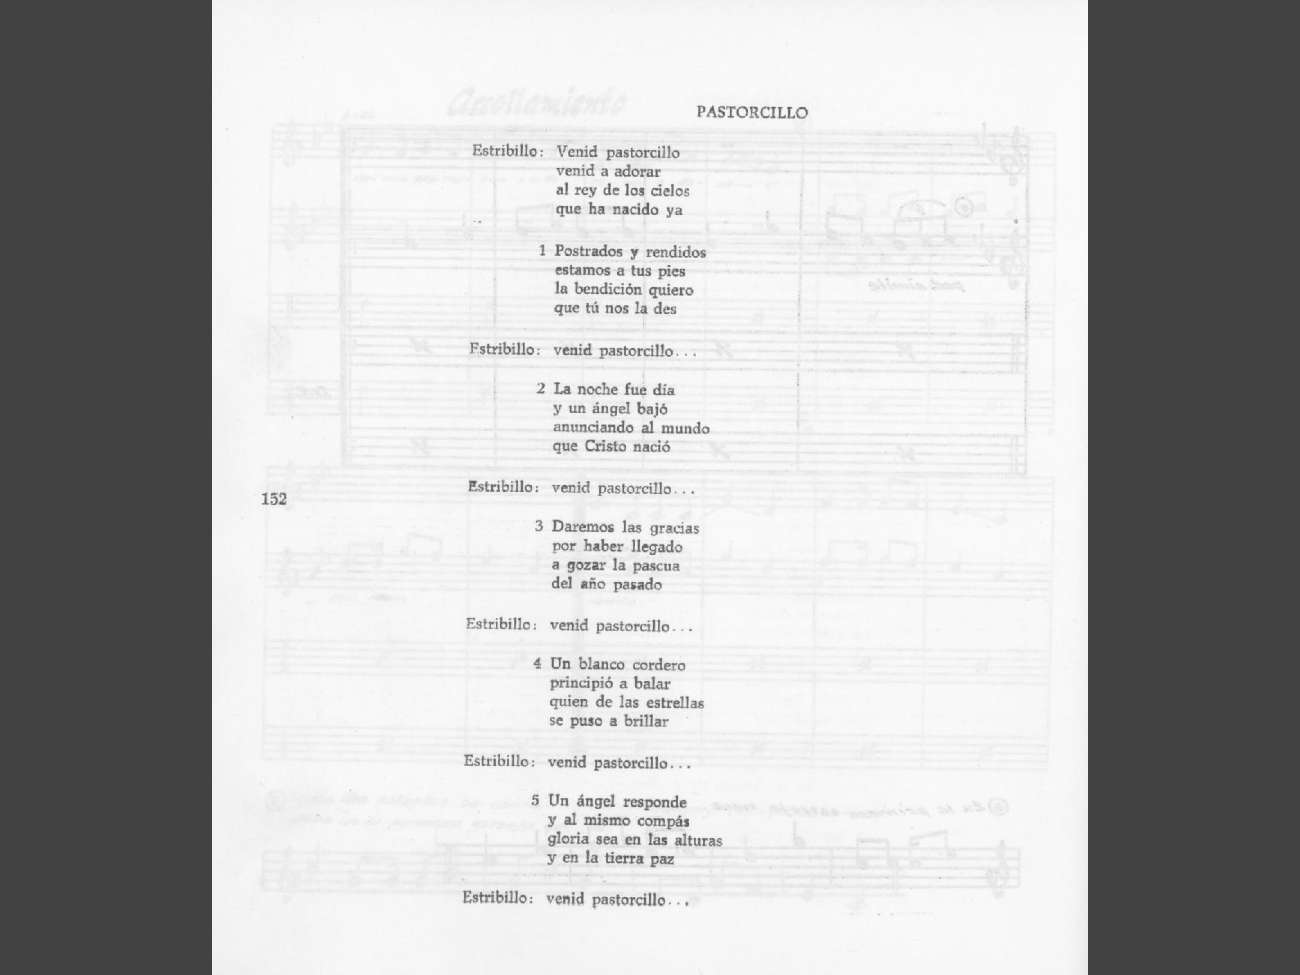 Arrollamiento
PASTORCILLO
Estribillo: Venid pastorcillo
venid a adorar
al rey de los cielos
que ha nacido ya
1 Postrados y rendidos
estamos a tus pies
la bendición quiero
que tú nos la des
Estribillo: venid pastorcillo...
2 La noche fue día
y un ángel bajó
anunciando al mundo
que Cristo nació
Estribillo: venid pastorcillo...
152
3 Daremos las gracias
por haber llegado
a gozar la pascua
del año pasado
Estribillo: venid pastorcillo...
4 Un blanco cordero
principió a balar
quien de las estrellas
se puso a brillar
Estribillo: venid pastorcillo...
5 Un ángel responde
y al mismo compás
gloria sea en las alturas
y en la tierra paz
Estribillo: venid pastorcillo...